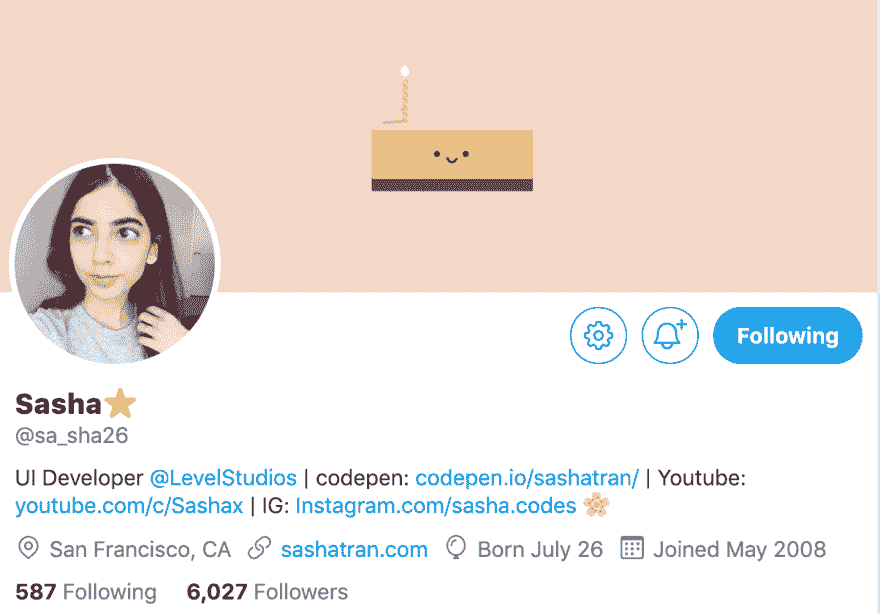 Following
Sasha⭐
@sa_sha26
UI Developer @LevelStudios | codepen: codepen.io/sashatran/ | Youtube:
youtube.com/c/Sashax | IG: Instagram.com/sasha.codes 🌸
San Francisco, CA sashatran.com Born July 26 Joined May 2008
587 Following 6,027 Followers